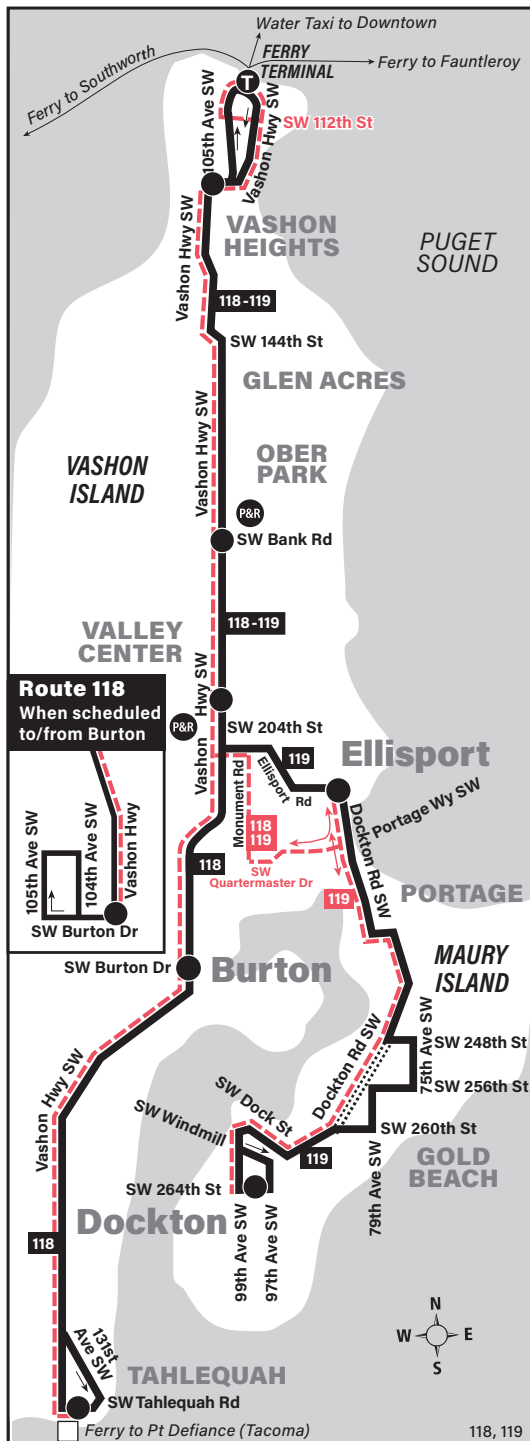 Water Taxi to Downtown
FERRY
TERMINAL
Ferry to Fauntleroy
Ferry to Southworth
T
SW 112th St
105th Ave SW
Vashon Hwy SW
VASHON
HEIGHTS
PUGET
SOUND
Vashon Hwy SW
118-119
SW 144th St
GLEN ACRES
Vashon Hwy SW
OBER
PARK
VASHON
ISLAND
P&R
SW Bank Rd
118-119
VALLEY
CENTER
Vashon Hwy SW
P&R
SW 204th St
Route 118
When scheduled
to/from Burton
105th Ave SW
104th Ave SW
Vashon Hwy
SW Burton Dr
119
Ellisport
Ellisport
Rd
Monument Rd
118
119
SW
Quartermaster Dr
Dockton Rd SW
Portage Wy SW
119
PORTAGE
118
SW Burton Dr
Burton
MAURY
ISLAND
Vashon Hwy SW
Dockton Rd SW
75th Ave SW
SW 248th St
SW 256th St
SW 260th St
79th Ave SW
GOLD
BEACH
SW Dock St
SW Windmill
119
SW 264th St
Dockton
99th Ave SW
97th Ave SW
118
131st
Ave SW
TAHLEQUAH
SW Tahlequah Rd
N
W
E
S
Ferry to Pt Defiance (Tacoma)
118, 119